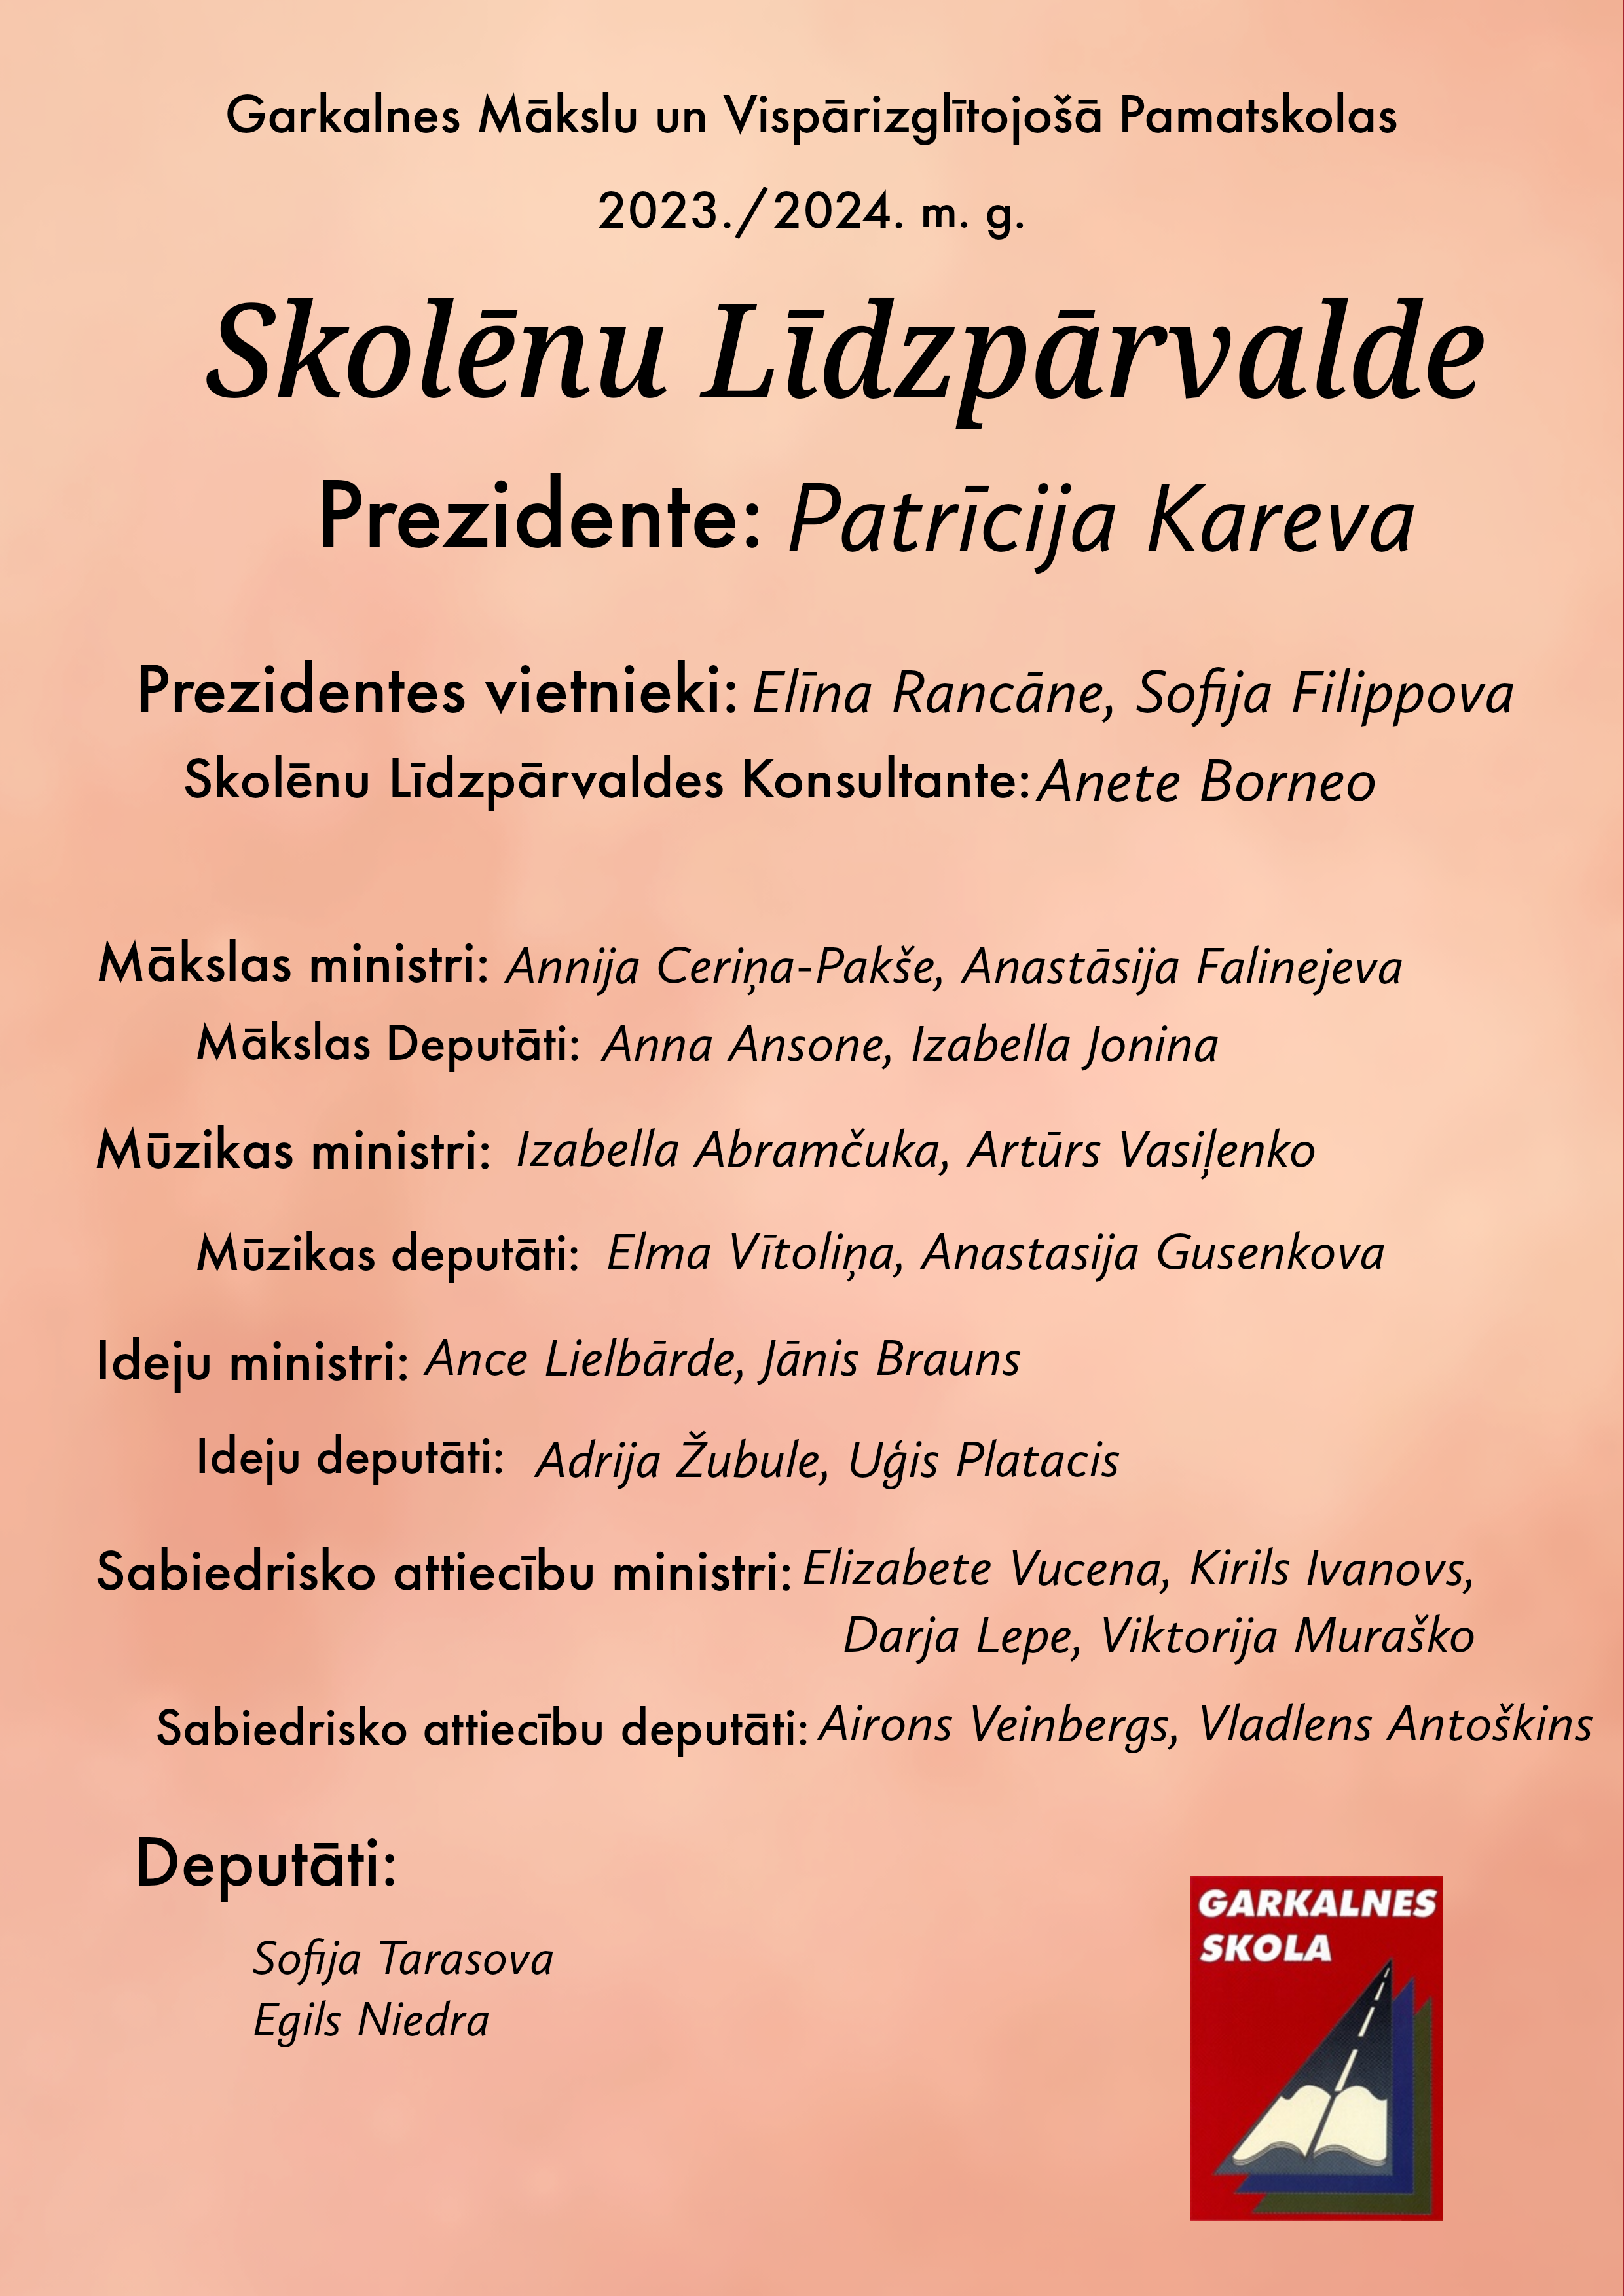 Garkalnes Mākslu un Vispārizglītojošā Pamatskolas
2023./2024. m. g.
Skolēnu Līdzpārvalde
Prezidente: Patrīcija Kareva
Prezidentes vietnieki: Elīna Rancāne, Sofija Filippova
Skolēnu Līdzpārvaldes Konsultante: Anete Borneo
Mākslas ministri: Annija Ceriņa-Pakše, Anastāsija Falinejeva
Mākslas Deputāti: Anna Ansone, Izabella Jonina
Mūzikas ministri: Izabella Abramčuka, Artūrs Vasiļenko
Mūzikas deputāti: Elma Vītoliņa, Anastasija Gusenkova
Ideju ministri: Ance Lielbārde, Jānis Brauns
Ideju deputāti: Adrija Žubule, Uģis Platacis
Sabiedrisko attiecību ministri: Elizabete Vucena, Kirils Ivanovs,
Darja Lepe, Viktorija Muraško
Sabiedrisko attiecību deputāti: Airons Veinbergs, Vladlens Antoškins
Deputāti:
Sofija Tarasova
Egils Niedra
GARKALNES
SKOLA